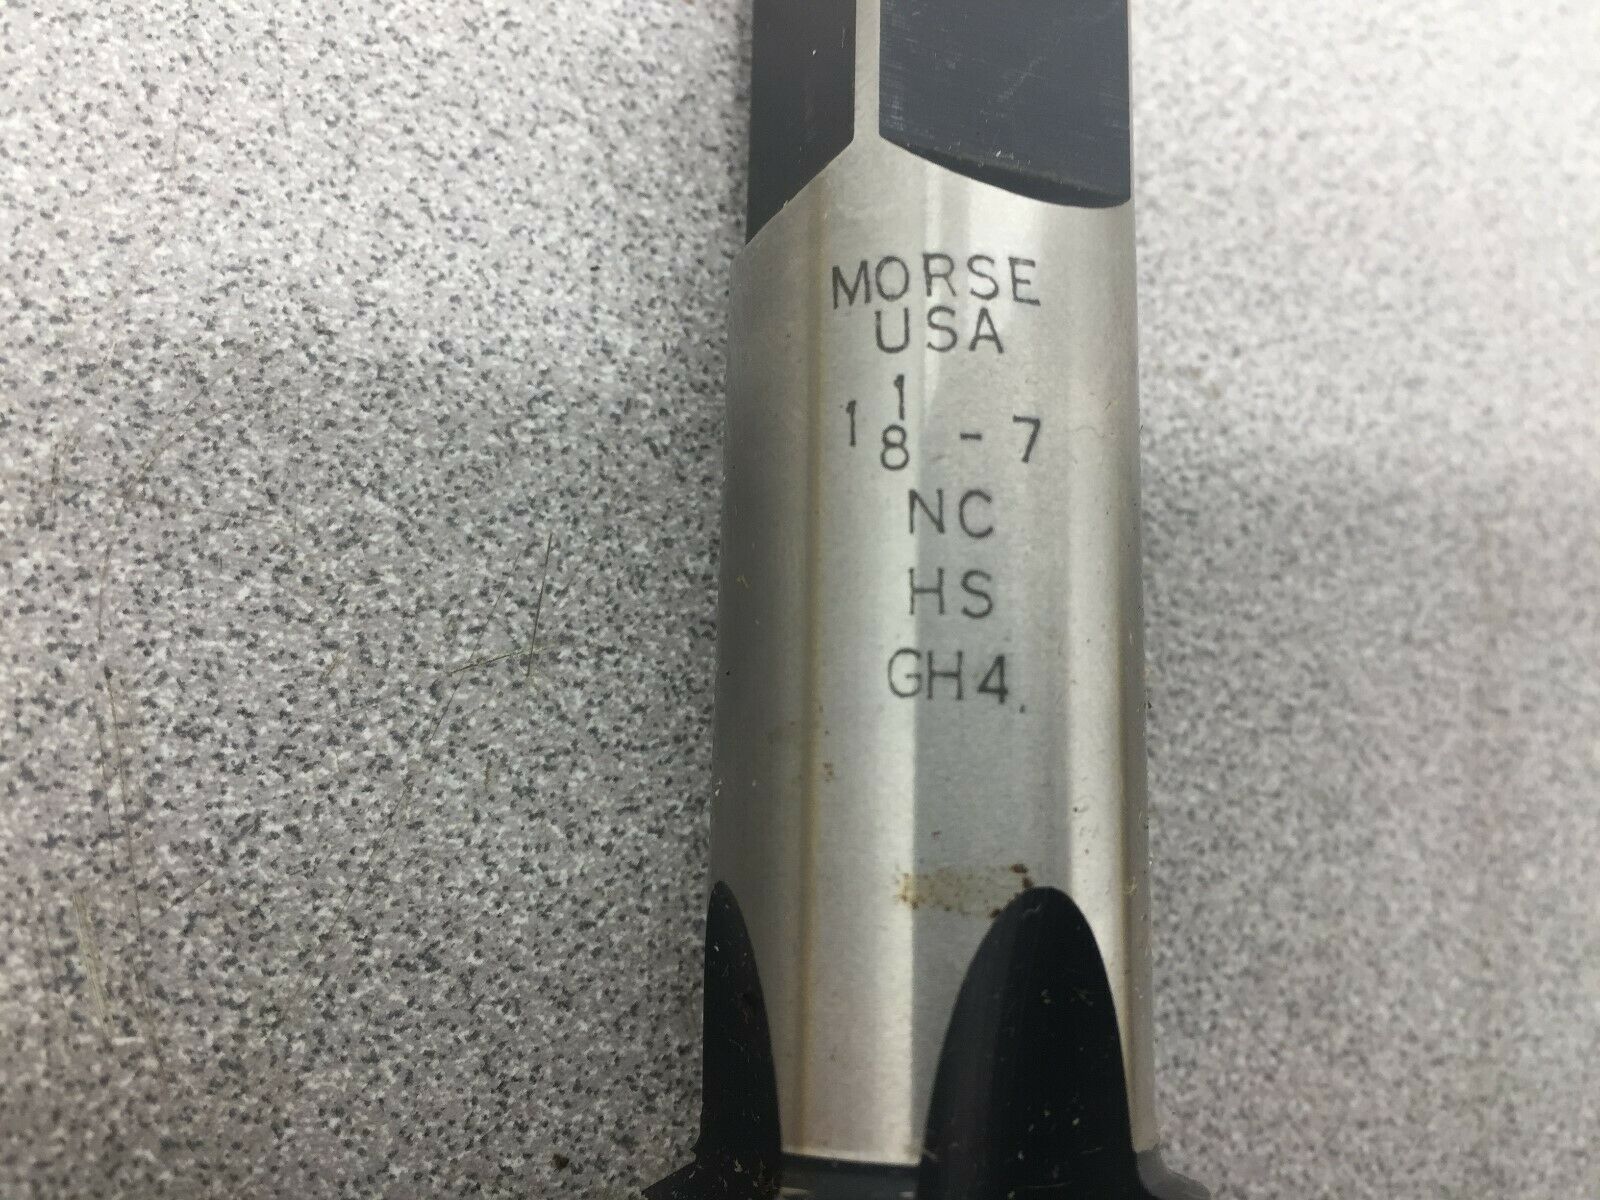 MORSE
USA
1 1/8 - 7
NC
HS
GH4